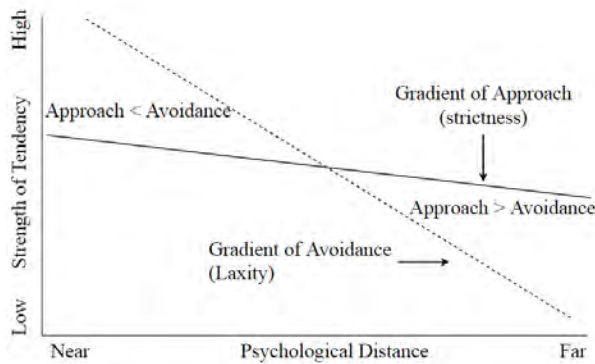 High
Approach < Avoidance
Gradient of Approach
(strictness)
Strength of Tendency
Approach > Avoidance
Gradient of Avoidance
(Laxity)
Low
Near
Psychological Distance
Far